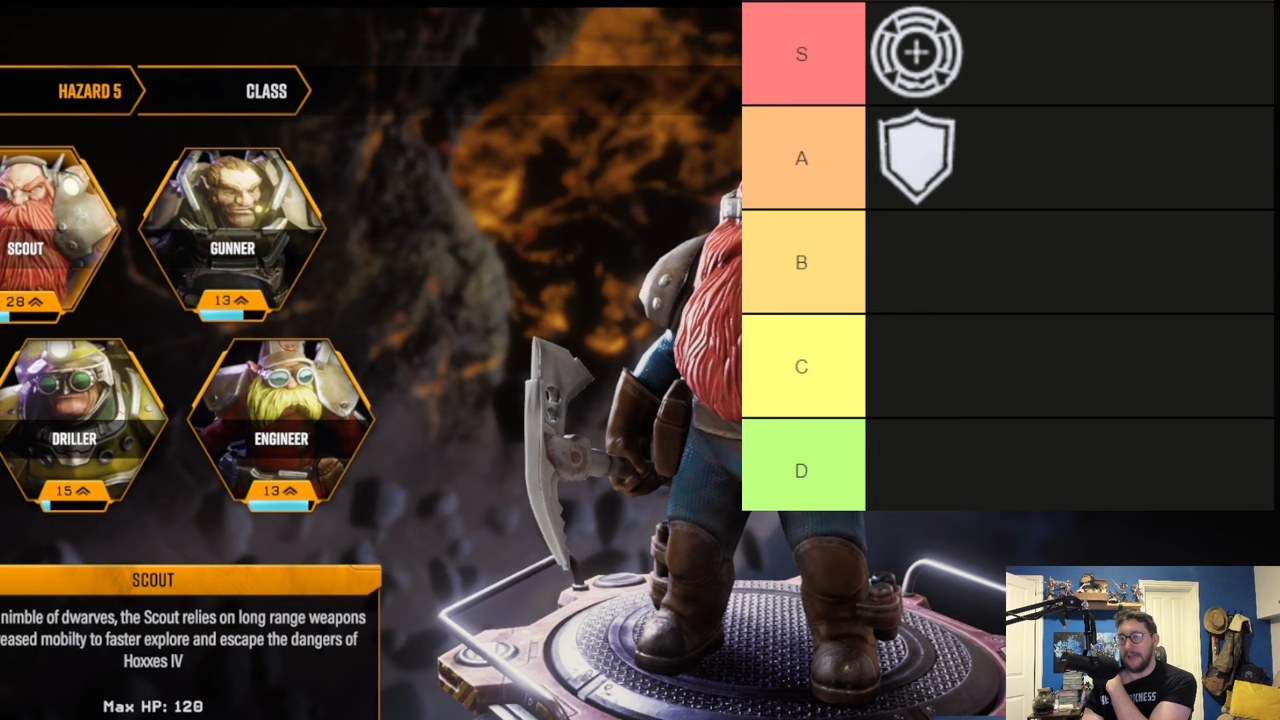 HAZARD 5
CLASS
SCOUT
28
GUNNER
13
DRILLER
15
ENGINEER
13
SCOUT
nimble of dwarves, the Scout relies on long range weapons
eased mobilty to faster explore and escape the dangers of
Hoxxes IV
Max HP: 120
S
A
B
C
D